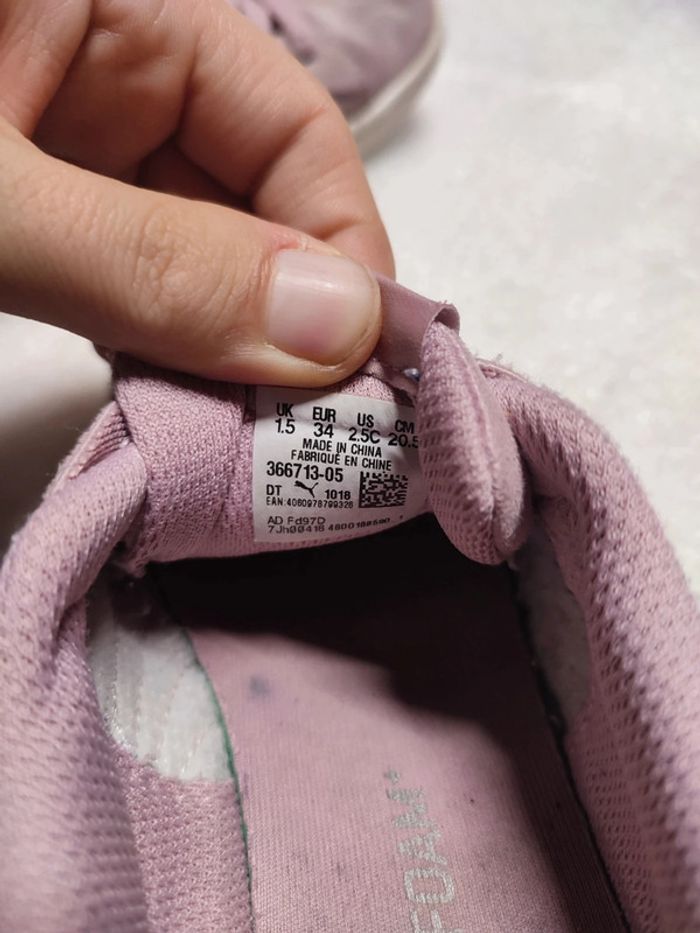 UK EUR US CM
1.5 34 2.5C 20.5
MADE IN CHINA
FABRIQUÉ EN CHINE
366713-05
DT 1018
EAN:4060978799326
AD Fd97D
FOAM+